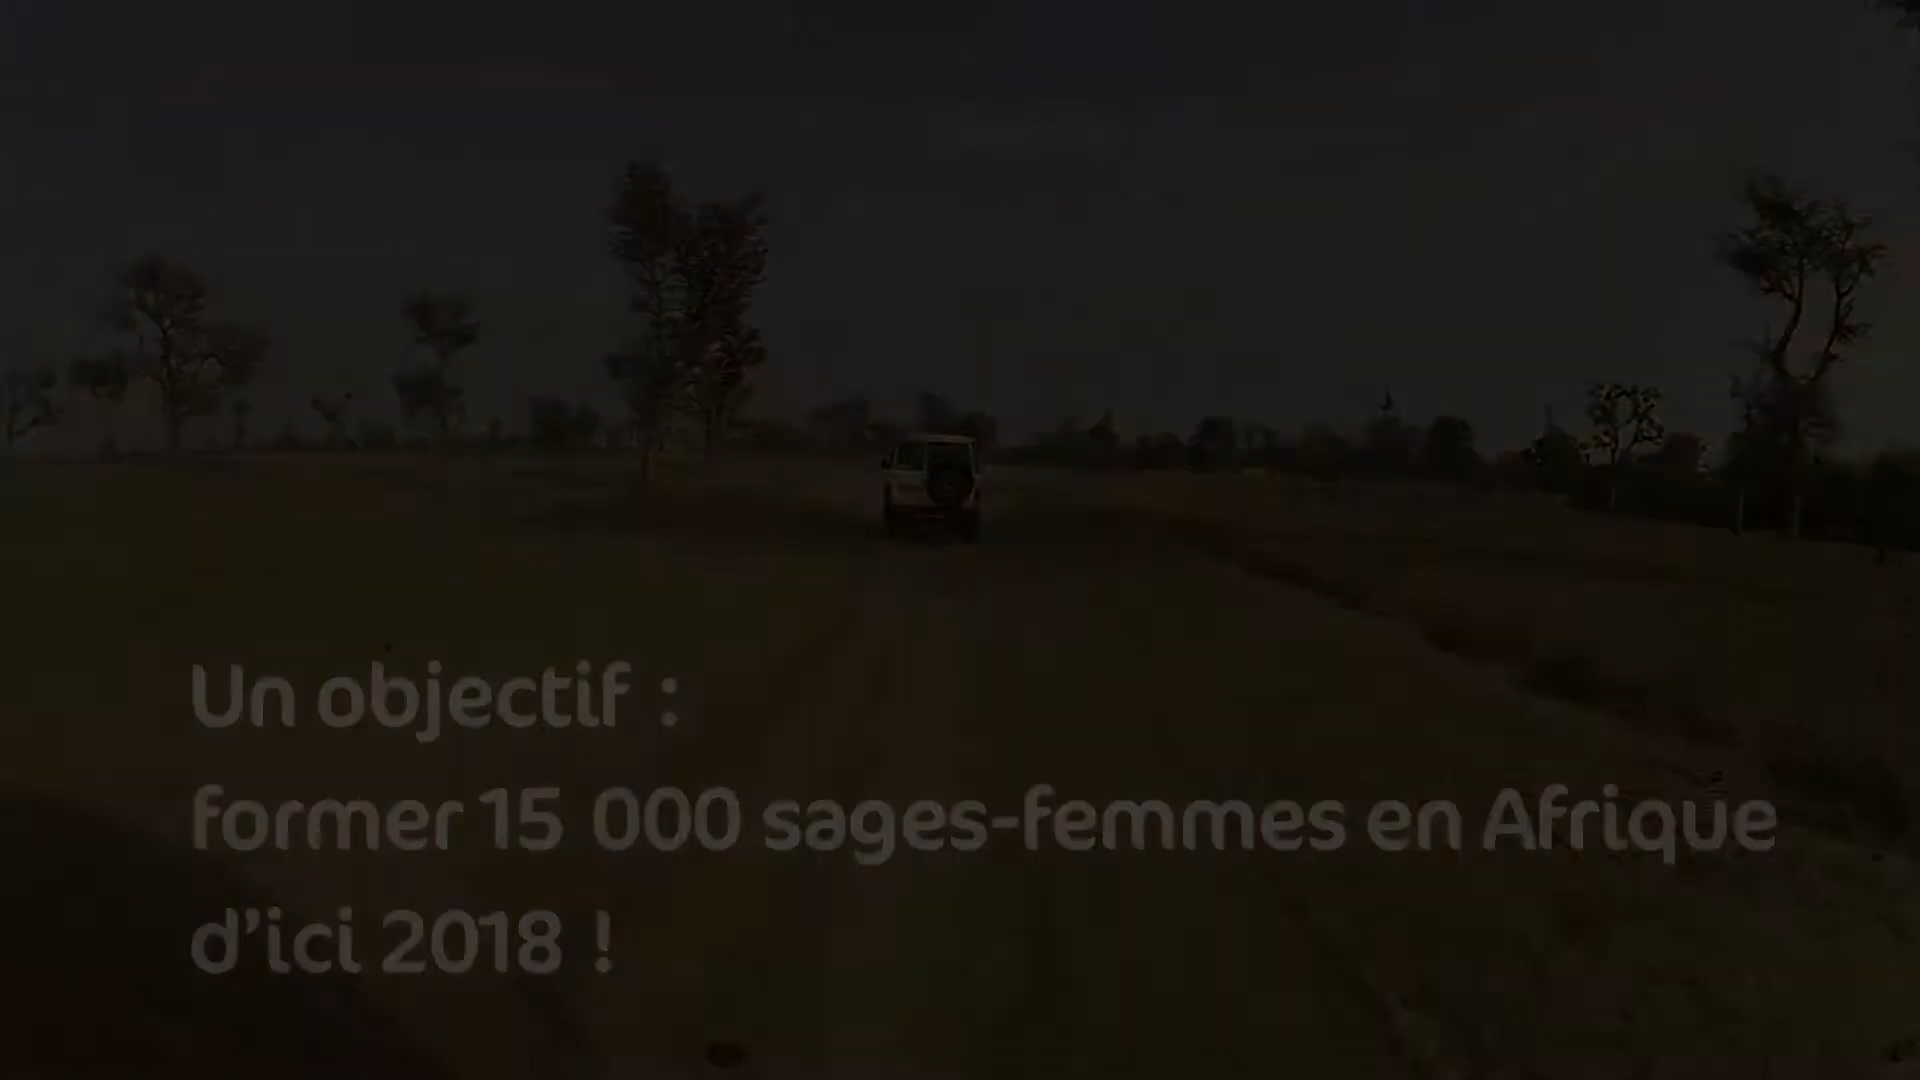 Un objectif :
former 15 000 sages-femmes en Afrique
d’ici 2018 !